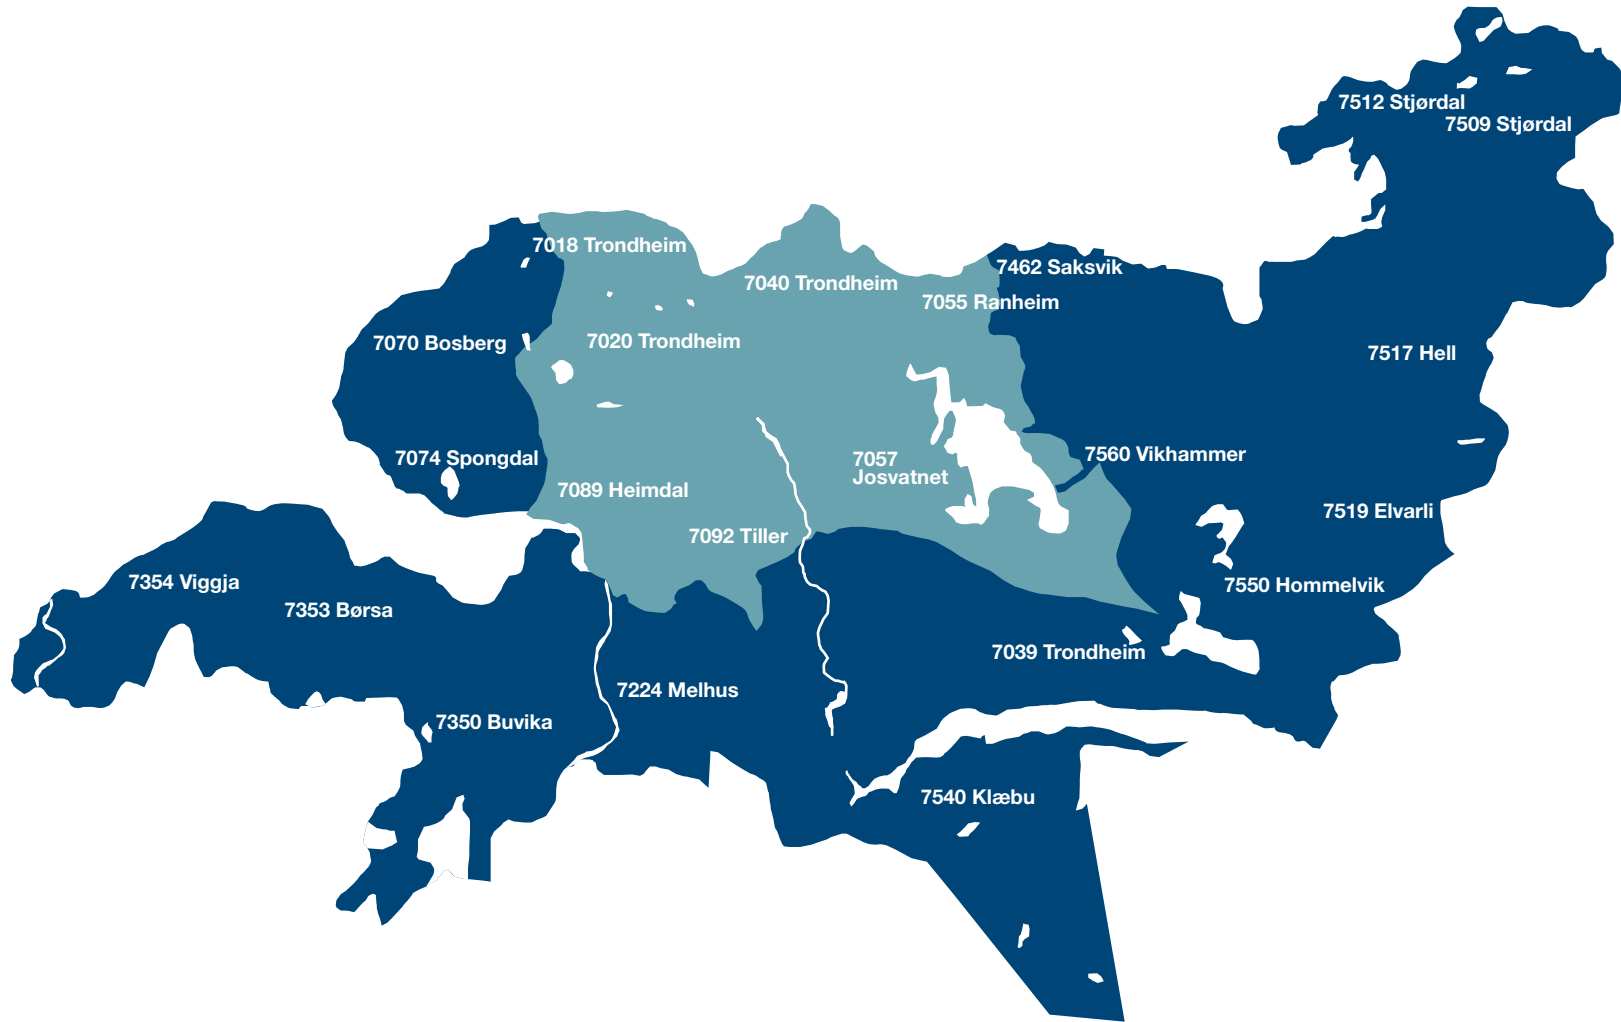 7512 Stjørdal
7509 Stjørdal
7018 Trondheim
7462 Saksvik
7040 Trondheim
7055 Ranheim
7070 Bosberg
7020 Trondheim
7517 Hell
7074 Spongdal
7057
Josvatnet
7560 Vikhammer
7089 Heimdal
7519 Elvarli
7092 Tiller
7354 Viggja
7550 Hommelvik
7353 Børsa
7039 Trondheim
7224 Melhus
7350 Buvika
7540 Klæbu